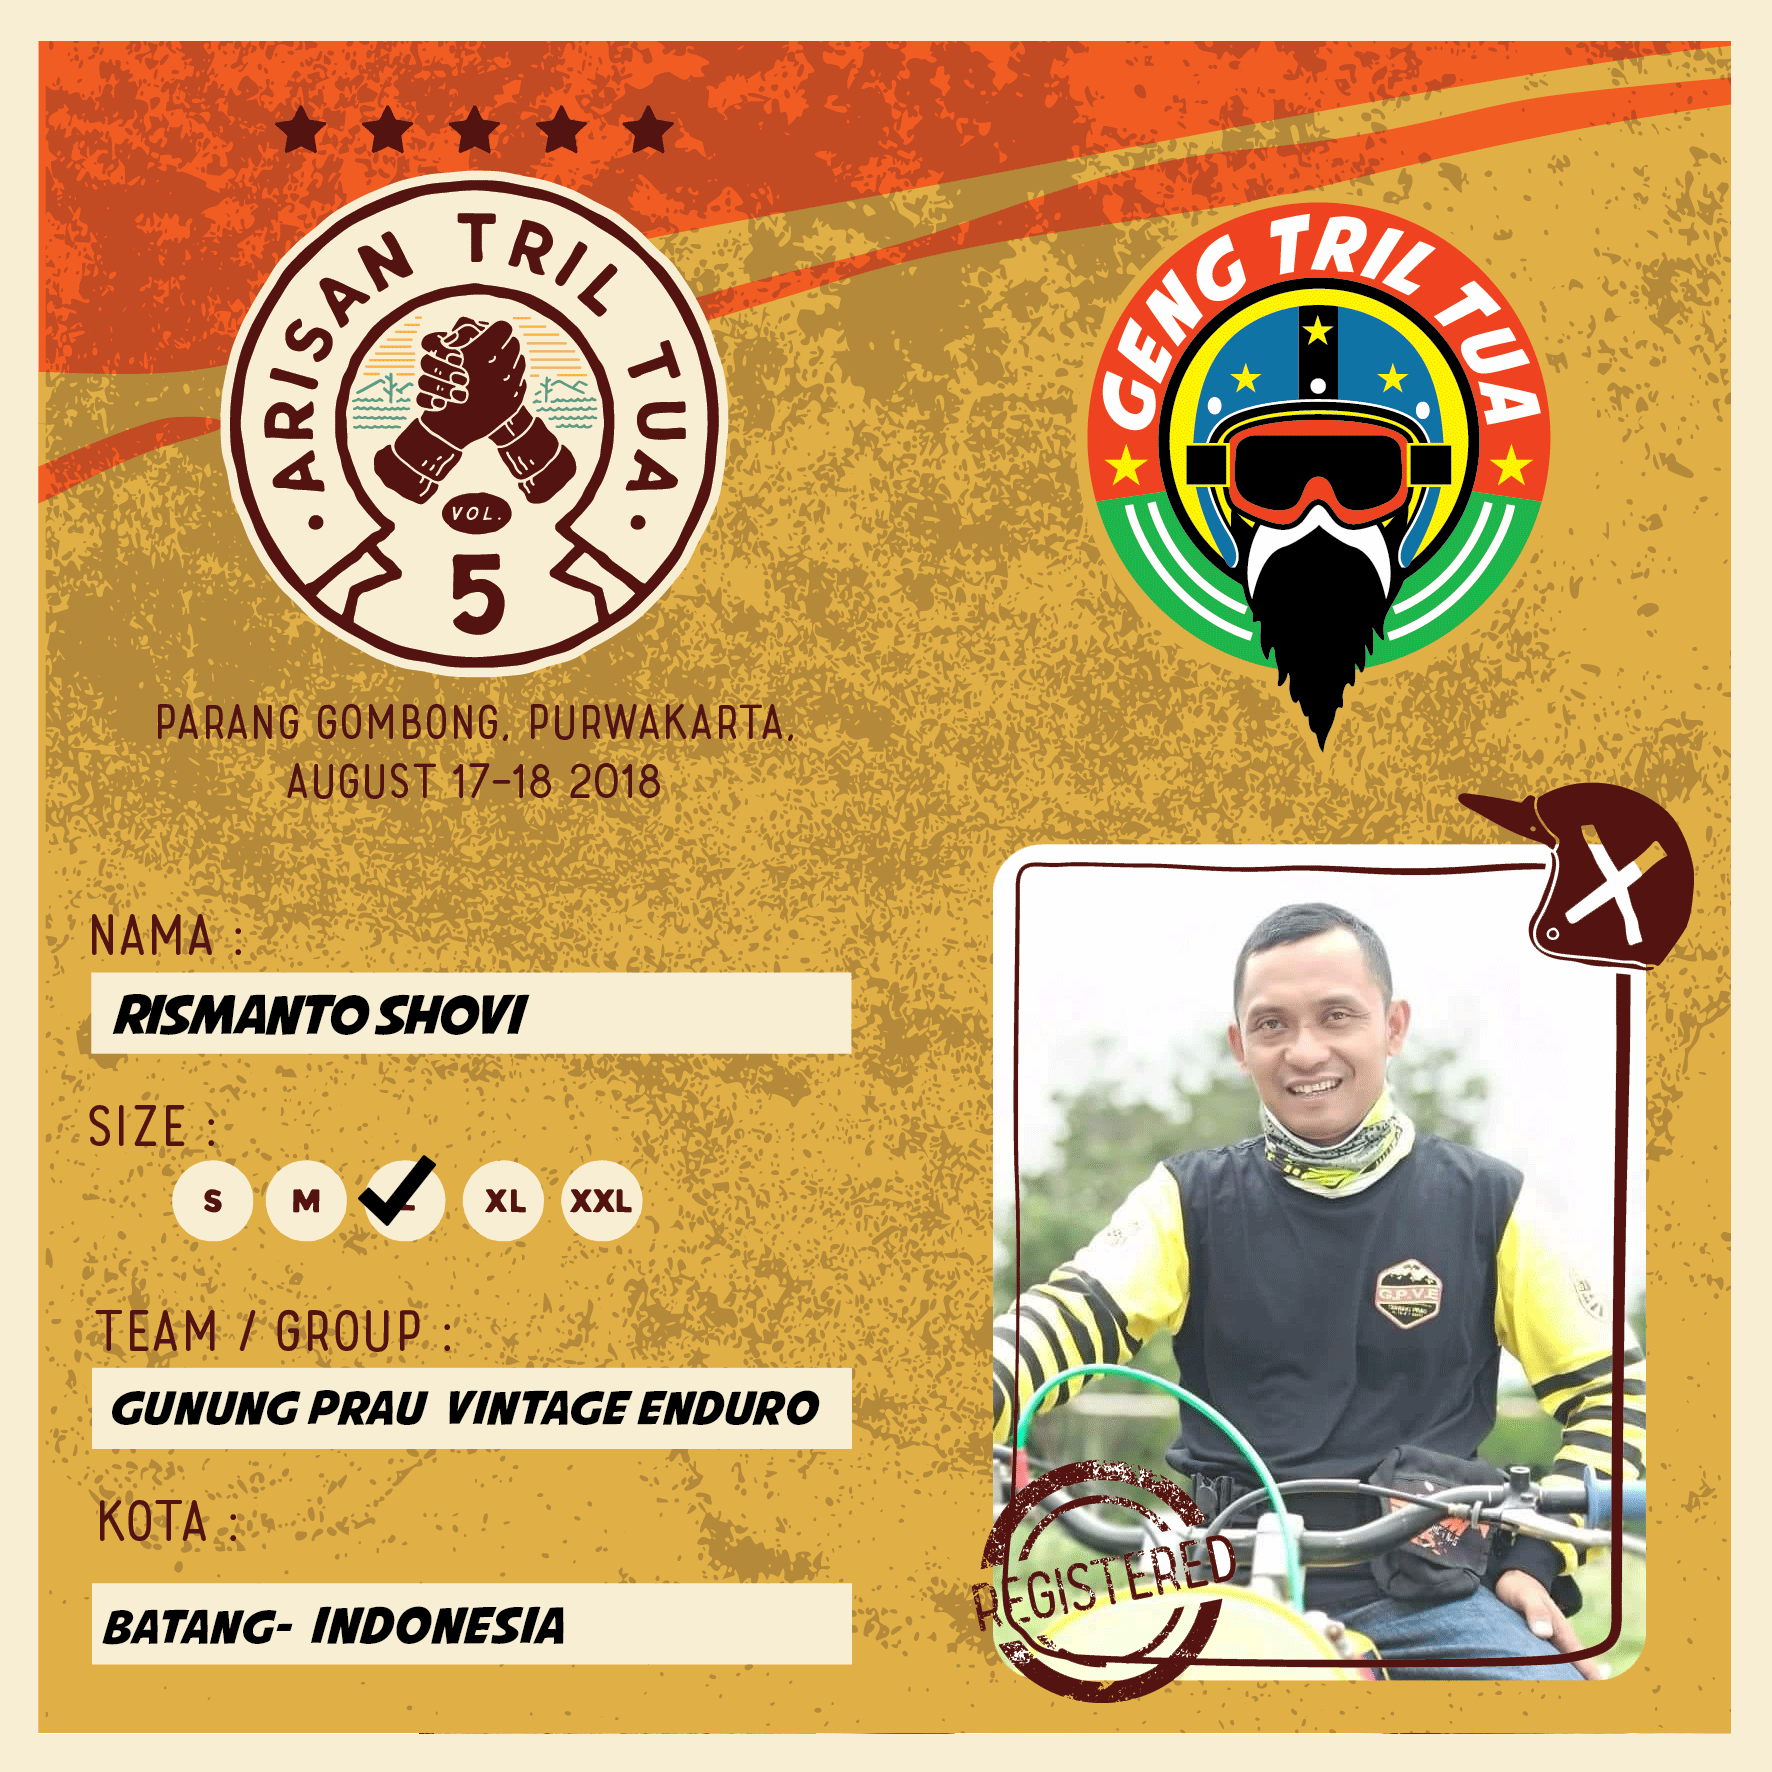 ARISAN TRIL TUA
VOL.
5
GENG TRIL TUA
PARANG GOMBONG, PURWAKARTA,
AUGUST 17-18 2018
NAMA :
RISMANTO SHOVI
SIZE :
S M L XL XXL
TEAM / GROUP :
GUNUNG PRAU VINTAGE ENDURO
KOTA :
BATANG- INDONESIA
G.P.V.E
REGISTERED